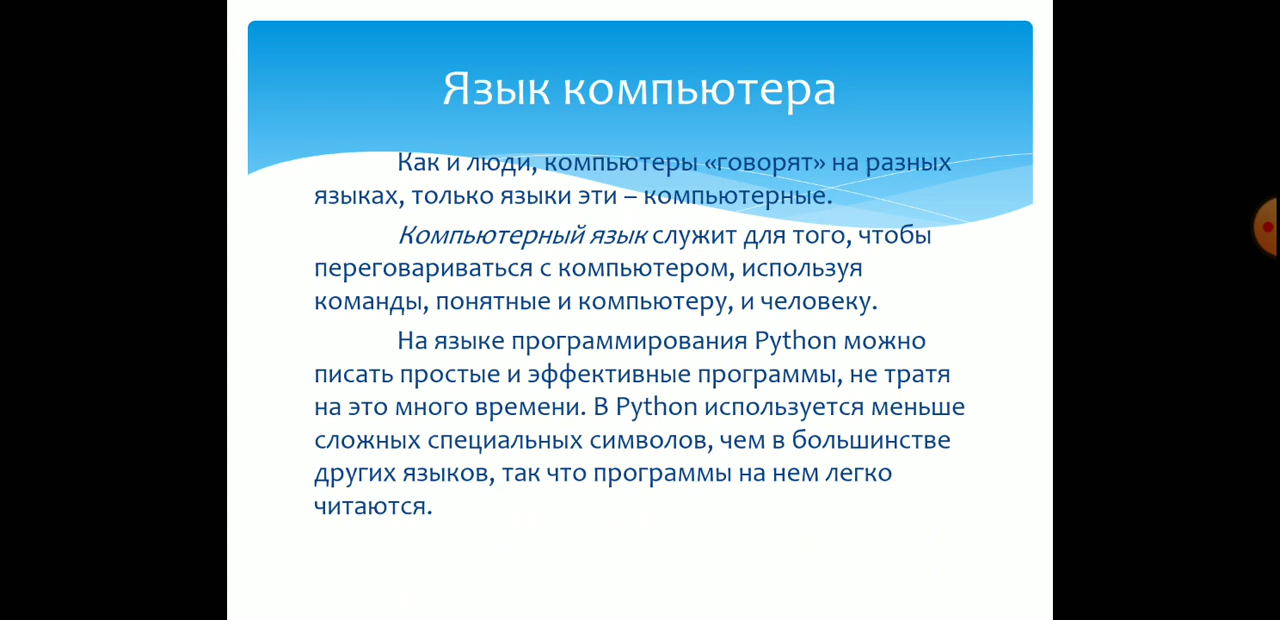 Язык компьютера
Как и люди, компьютеры «говорят» на разных
языках, только языки эти – компьютерные.
Компьютерный язык служит для того, чтобы
переговариваться с компьютером, используя
команды, понятные и компьютеру, и человеку.
На языке программирования Python можно
писать простые и эффективные программы, не тратя
на это много времени. В Python используется меньше
сложных специальных символов, чем в большинстве
других языков, так что программы на нем легко
читаются.